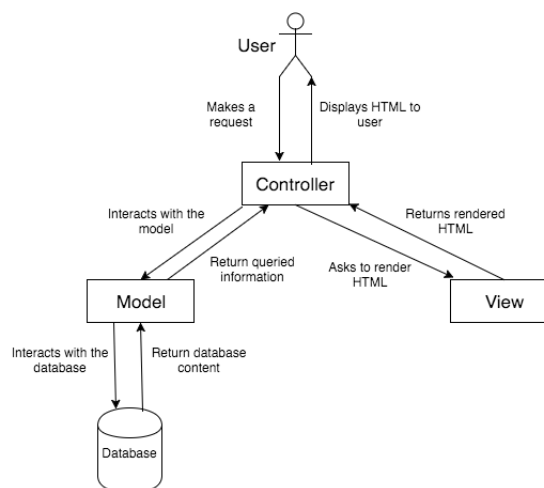 User
Makes a
request
Displays HTML to
user
Controller
Interacts with the
model
Returns rendered
HTML
Return queried
information
Asks to render
HTML
Model
View
Interacts with the
database
Return database
content
Database